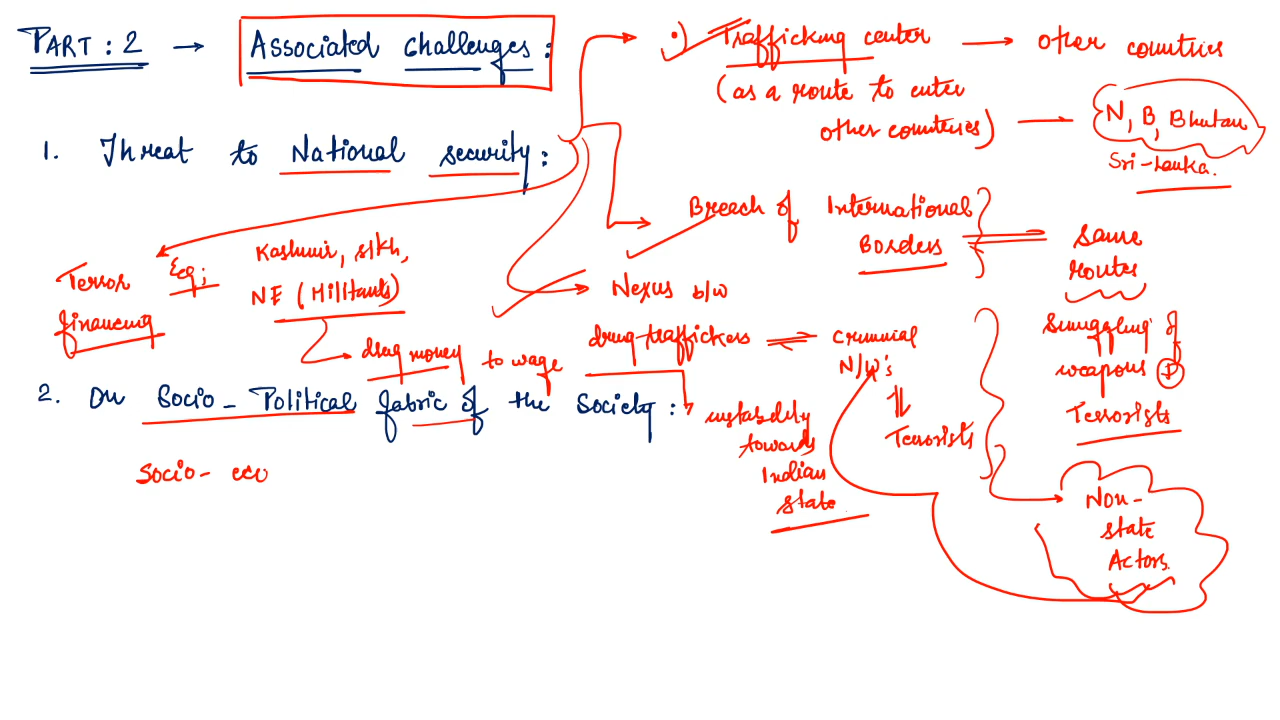 PART : 2 → Associated challenges :
1. Threat to National security :
•) Trafficking center → other countries
(as a route to enter
other countries) → N, B, Bhutan
Sri-Lanka.
Breech of International
Borders
Same
routes
Smuggling of
weapons
Terrorists
Terror
financing
Eg;
Kashmir, s/kh,
NE (Militants)
drug money to wage
Nexus b/w
drug-traffickers ⇌ criminal
N/W's
Terrorists
instability
towards
Indian
state.
Non-
state
Actors.
2. On Socio-Political fabric of the Society :
Socio- eco